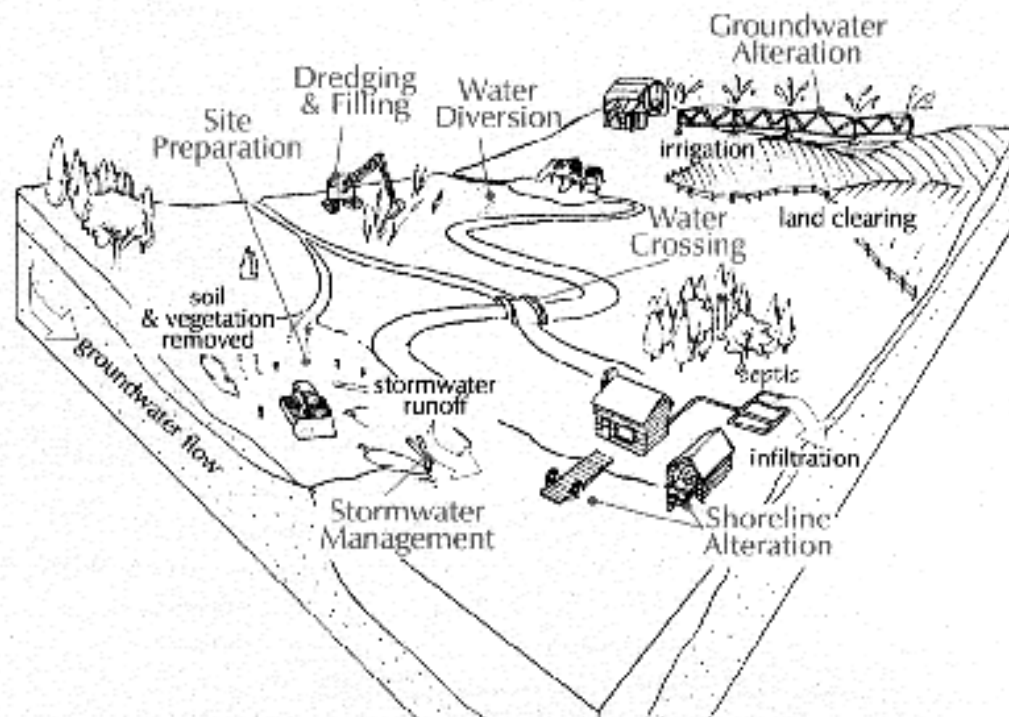 Groundwater
Alteration
Dredging
& Filling
Water
Diversion
Site
Preparation
irrigation
land clearing
Water
Crossing
soil
& vegetation
removed
groundwater flow
stormwater
runoff
septic
infiltration
Stormwater
Management
Shoreline
Alteration